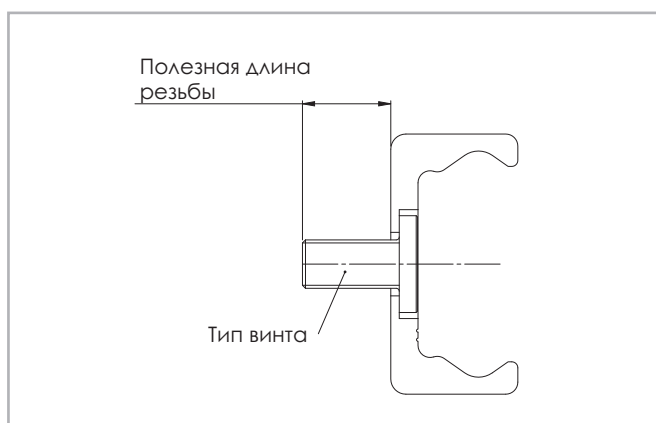 Полезная длина
резьбы
Тип винта